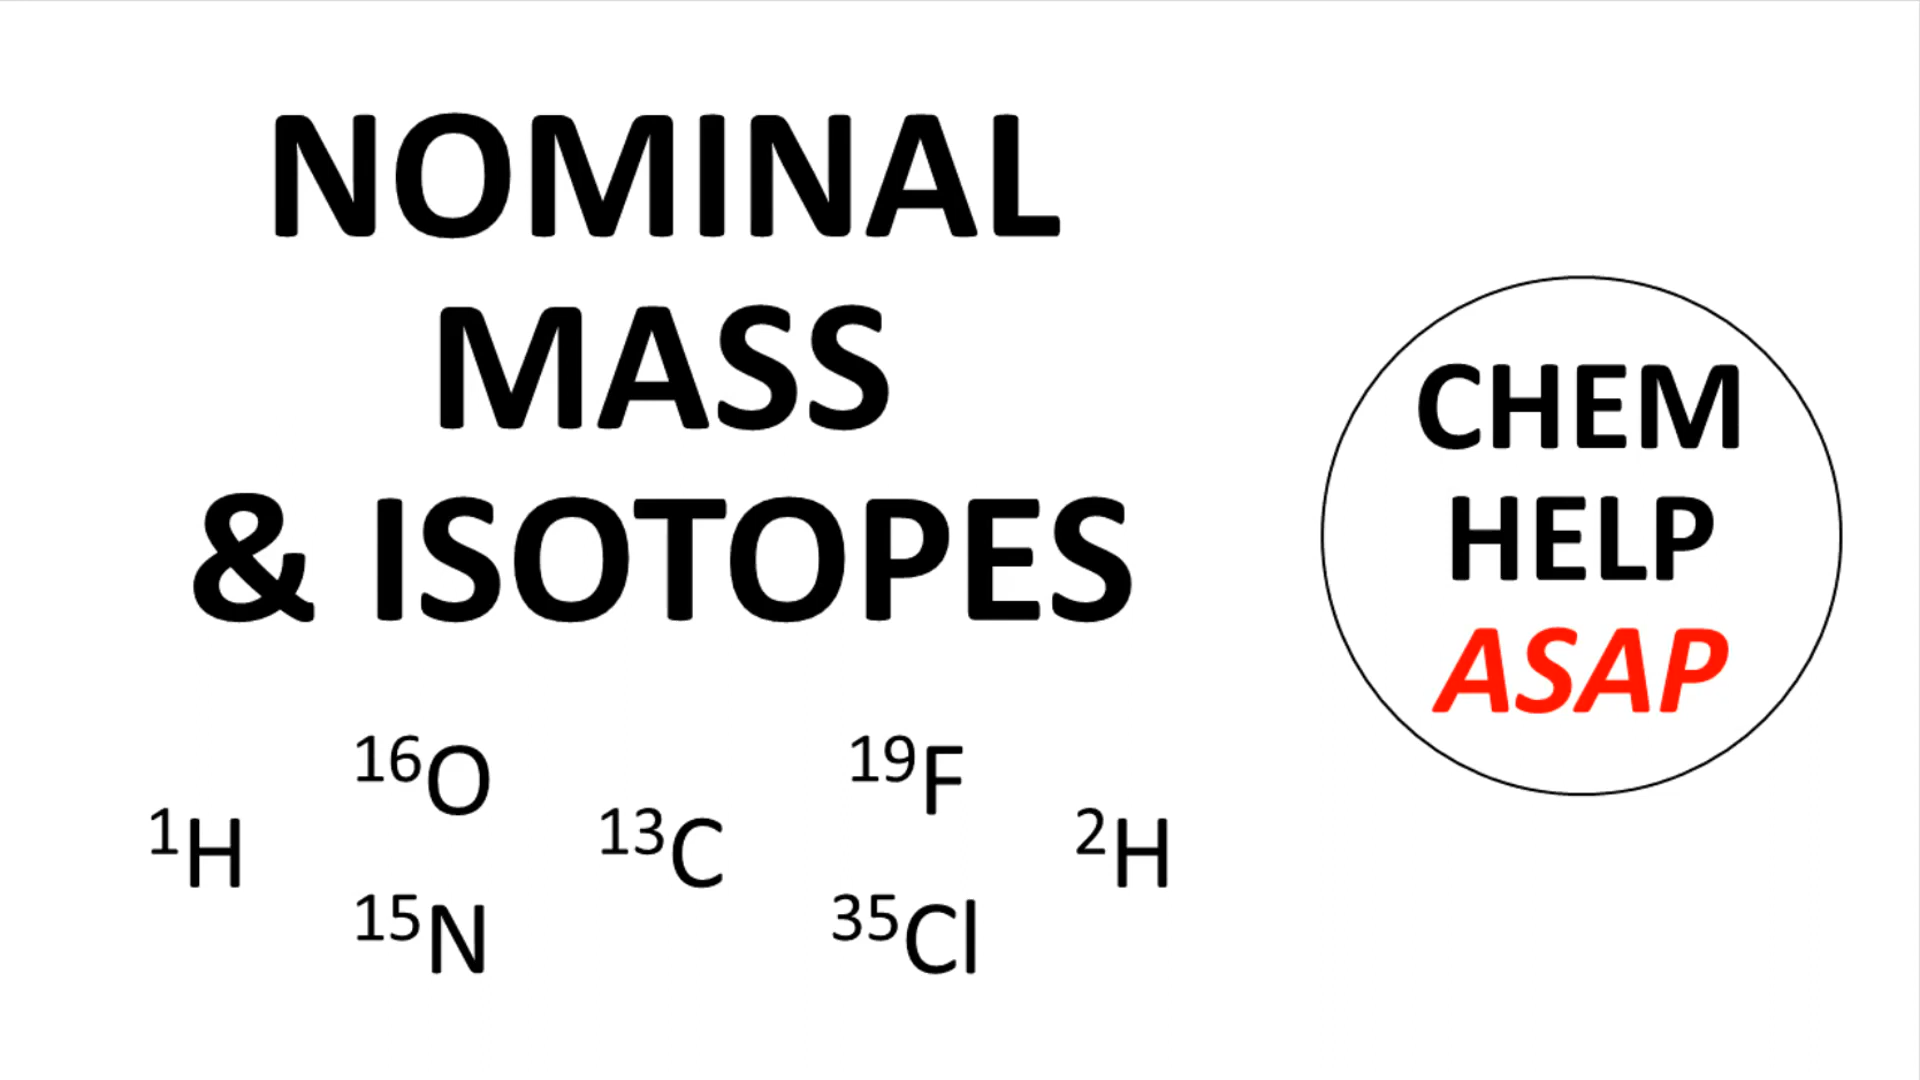 NOMINAL
MASS
& ISOTOPES
CHEM
HELP
ASAP
¹⁶O
¹⁹F
¹H
¹³C
²H
¹⁵N
³⁵Cl